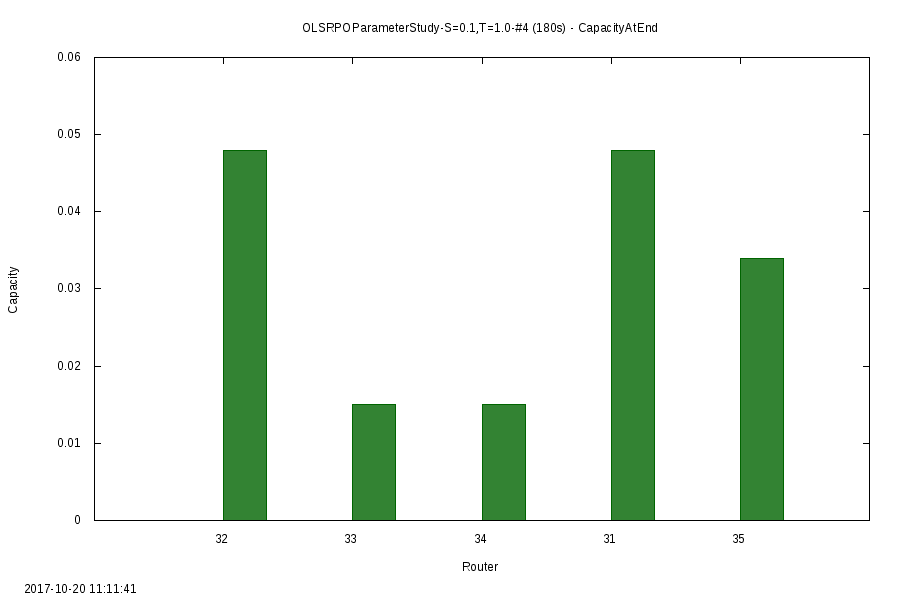 OLSRPOParameterStudy-S=0.1,T=1.0-#4 (180s) - CapacityAtEnd
0.06
0.05
0.04
0.03
0.02
0.01
0
Capacity
32 33 34 31 35
Router
2017-10-20 11:11:41